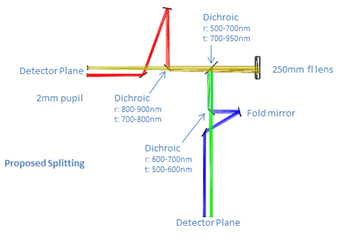 Dichroic
r: 500-700nm
t: 700-950nm
Detector Plane
250mm fl lens
2mm pupil
Dichroic
r: 800-900nm
t: 700-800nm
Fold mirror
Dichroic
r: 600-700nm
t: 500-600nm
Proposed Splitting
Detector Plane